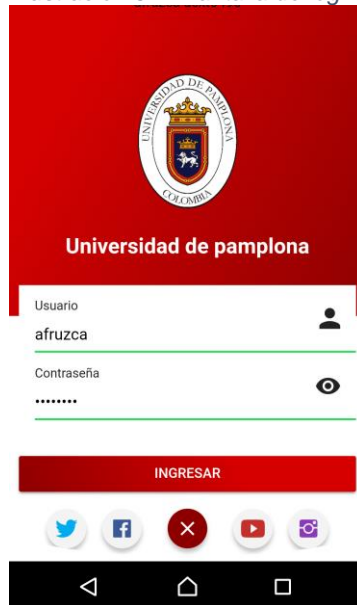 UNIVERSIDAD DE PAMPLONA
COLOMBIA
Universidad de pamplona
Usuario
afruzca
Contraseña
••••••••
INGRESAR